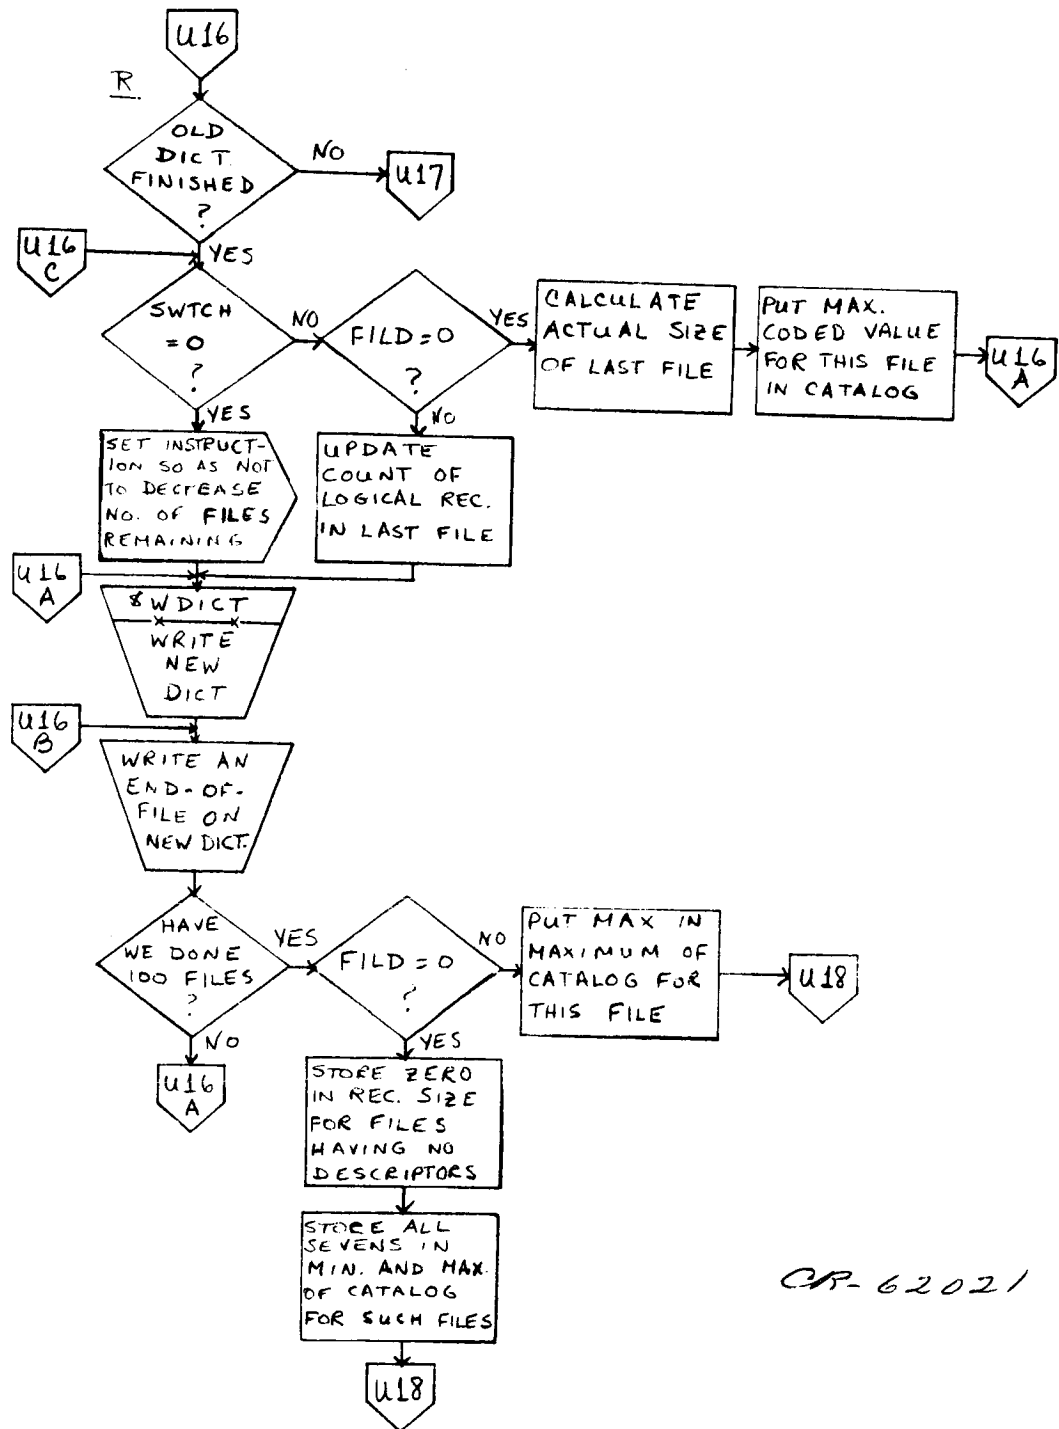 U16
R
OLD
DICT.
FINISHED
?
NO
U17
YES
U16
C
SWTCH
= 0
?
NO
FILD = 0
?
YES
CALCULATE
ACTUAL SIZE
OF LAST FILE
PUT MAX.
CODED VALUE
FOR THIS FILE
IN CATALOG
U16
A
YES
NO
SET INSTRUCT-
ION SO AS NOT
TO DECREASE
NO. OF FILES
REMAINING
UPDATE
COUNT OF
LOGICAL REC.
IN LAST FILE
U16
A
$WDICT
WRITE
NEW
DICT
U16
B
WRITE AN
END-OF-
FILE ON
NEW DICT.
HAVE
WE DONE
100 FILES
?
YES
FILD = 0
?
NO
PUT MAX IN
MAXIMUM OF
CATALOG FOR
THIS FILE
U18
NO
U16
A
YES
STORE ZERO
IN REC. SIZE
FOR FILES
HAVING NO
DESCRIPTORS
STORE ALL
SEVENS IN
MIN. AND MAX.
OF CATALOG
FOR SUCH FILES
U18
CR-62021